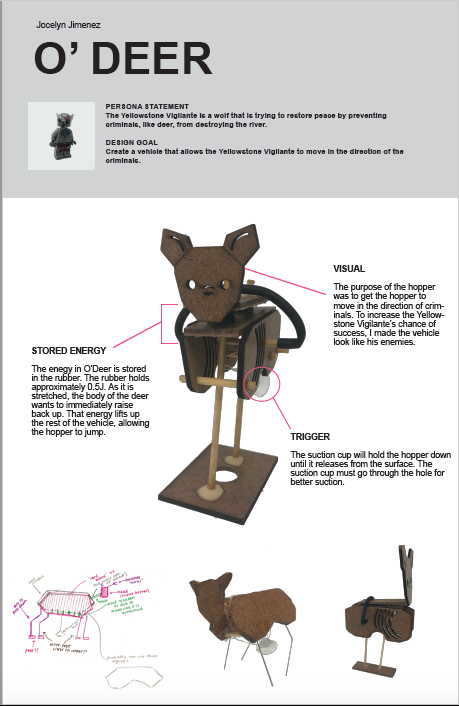 Jocelyn Jimenez
O’ DEER
PERSONA STATEMENT
The Yellowstone Vigilante is a wolf that is trying to restore peace by preventing
criminals, like deer, from destroying the river.
DESIGN GOAL
Create a vehicle that allows the Yellowstone Vigilante to move in the direction of the
criminals.
VISUAL
The purpose of the hopper
was to get the hopper to
move in the direction of crim-
inals. To increase the Yellow-
stone Vigilante's chance of
success, I made the vehicle
look like his enemies.
STORED ENERGY
The enegy in O'Deer is stored
in the rubber. The rubber holds
approximately 0.5J. As it is
stretched, the body of the deer
wants to immediately raise
back up. That energy lifts up
the rest of the vehicle, allowing
the hopper to jump.
TRIGGER
The suction cup will hold the hopper down
until it releases from the surface. The
suction cup must go through the hole for
better suction.